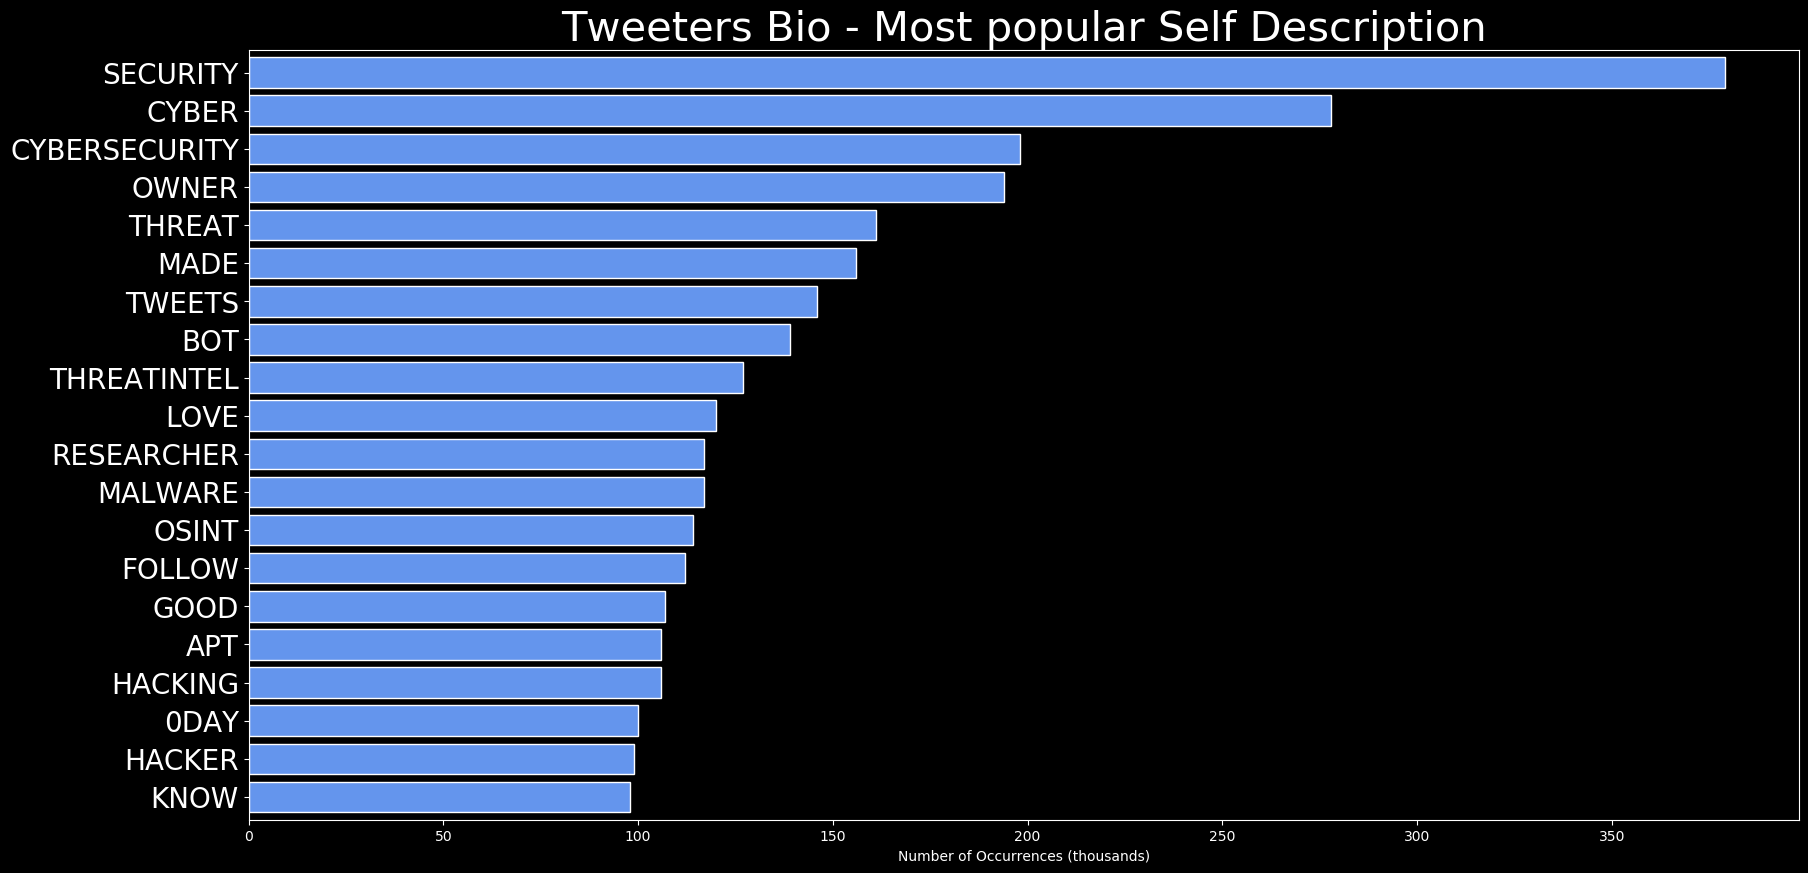 Tweeters Bio - Most popular Self Description
SECURITY
CYBER
CYBERSECURITY
OWNER
THREAT
MADE
TWEETS
BOT
THREATINTEL
LOVE
RESEARCHER
MALWARE
OSINT
FOLLOW
GOOD
APT
HACKING
0DAY
HACKER
KNOW
0 50 100 150 200 250 300 350
Number of Occurrences (thousands)